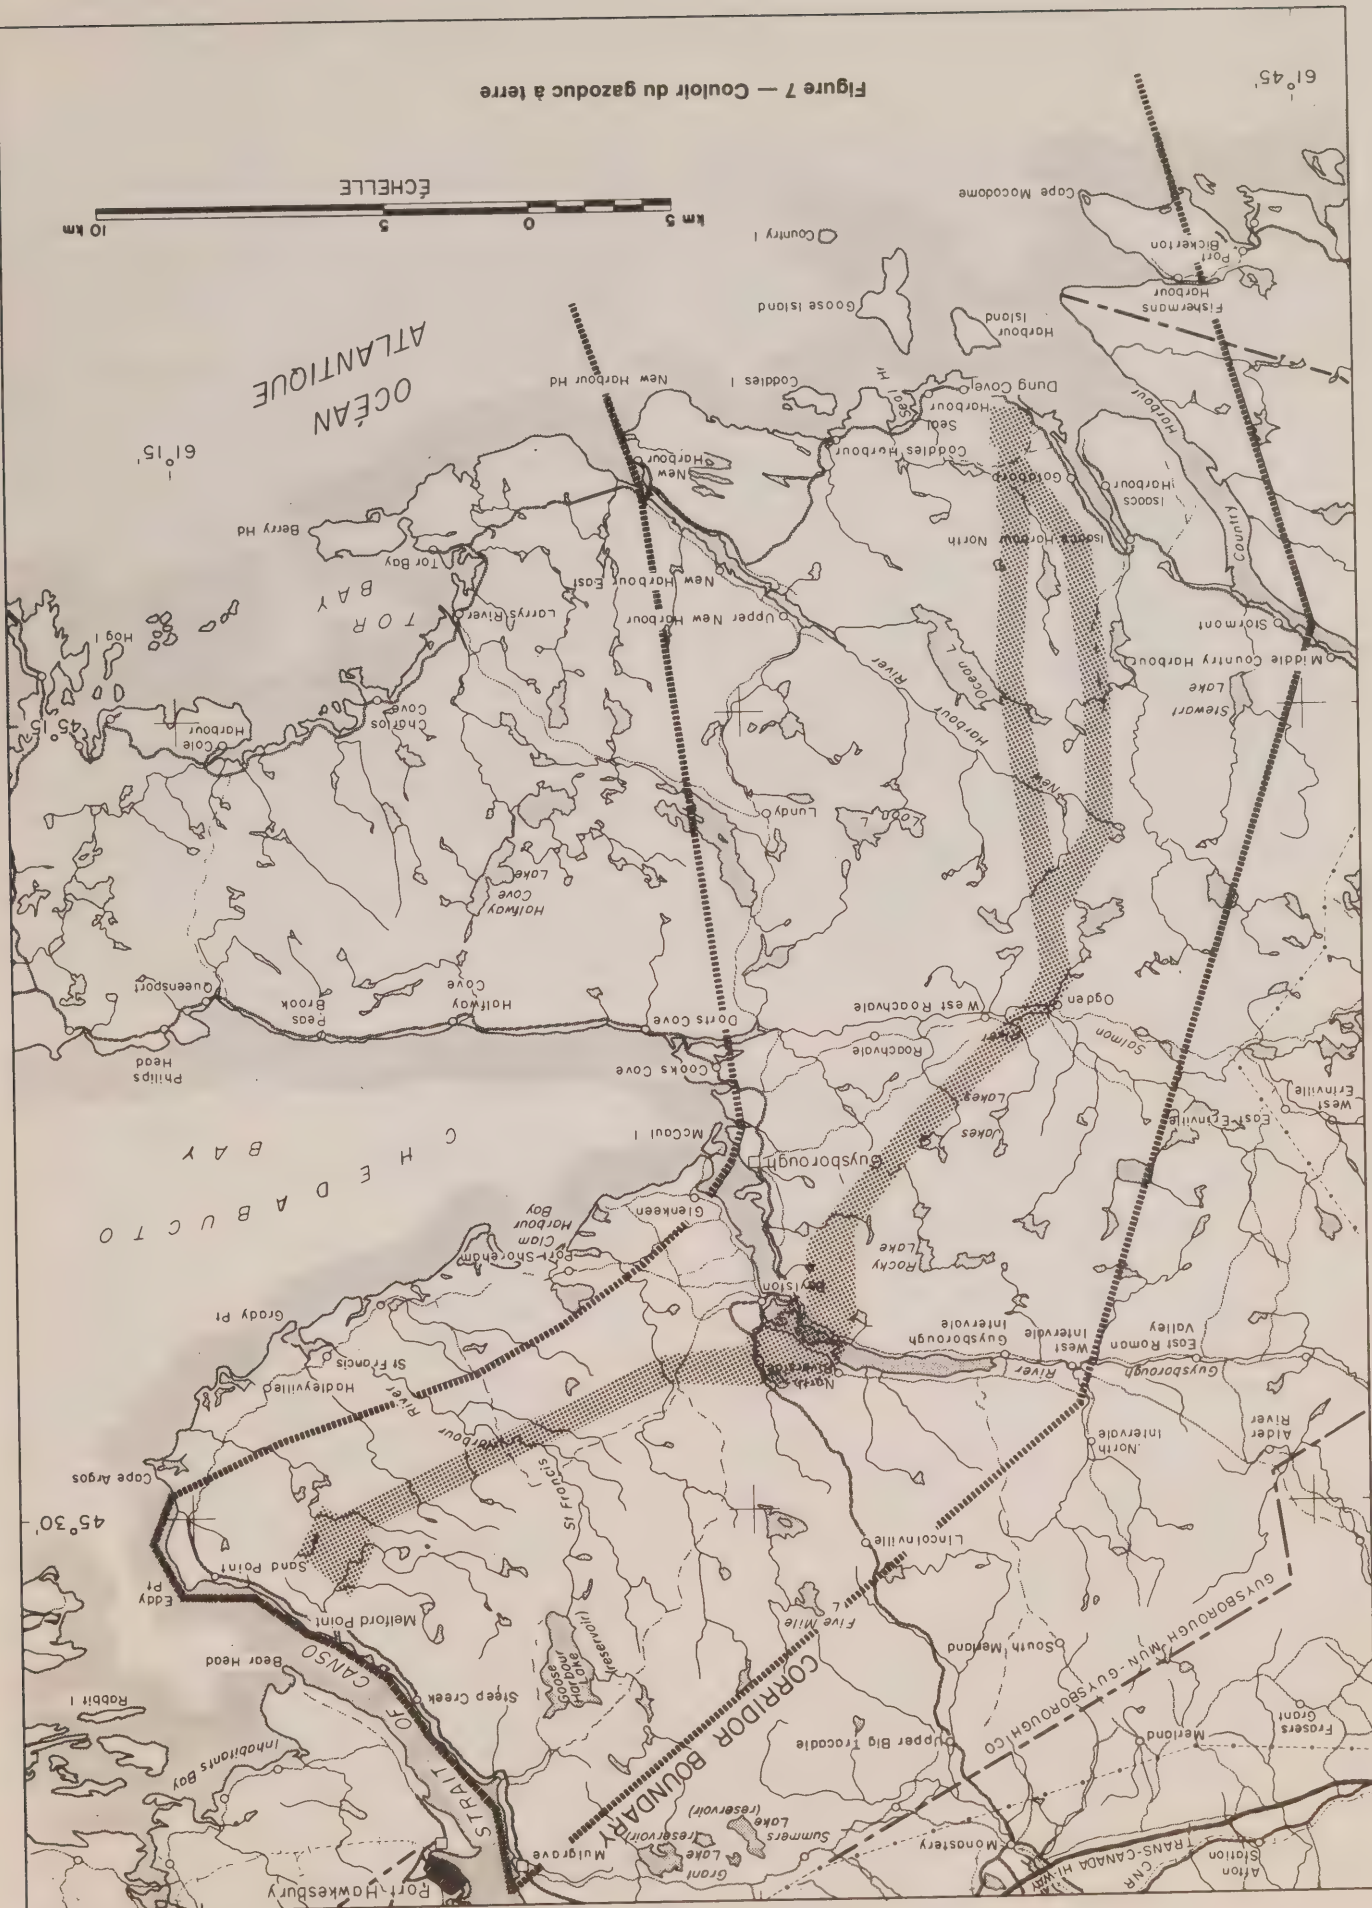 Port-Hawkesbury
TRANS-CANADA HI-WAY
CNR
Afton
Station
Monastery
Grant
Lake
(reservoir)
Summers
Lake
(reservoir)
Mulgrave
STRAIT OF CANSO
Inhabitants Bay
Rabbit I
Bear Head
Frasers
Grant
Merland
Upper Big Tracadie
CORRIDOR BOUNDARY
GUYSBOROUGH MUN-GUYSBOROUGH CO
South Merland
Five Mile
L
Goose
Harbour
Lake
(reservoir)
Steep Creek
Melford Point
Eddy
Pt
Sand Point
Lincolnville
45°30'
Cape Argos
Alder
River
North
Intervale
St Francis
Harbour
River
Hadleyville
St Francis
Guysborough
River
East Roman
Valley
West
Intervale
Guysborough
Intervale
North
Riverside
Boylston
Grady Pt
Rocky
Lake
Port-Shoreham
Clam
Harbour
Bay
Glenkeen
CHEDABUCTO
BAY
Guysborough
McCaul I
Jakes
Lakes
West
Erinville
East-Erinville
Cooks Cove
Salmon
River
Roachvale
West Roachvale
Ogden
Dorts Cove
Halfway
Cove
Peas
Brook
Queensport
Philips
Head
Halfway
Cove
Lake
Loon L
Lundy
Stewart
Lake
45°15'
Cole
Harbour
Charlos
Cove
Hog I
New
Harbour
River
Ocean L
Middle Country Harbour
Stormont
Upper New Harbour
New Harbour
New Harbour East
Larrys River
TOR
BAY
Tor Bay
Berry Hd
Country
Harbour
Isaacs Harbour North
Isaacs
Harbour
Goldboro
Coddles Harbour
Seal
Harbour
Seal Hr
Dung Cove
New
Harbour
61°15'
Coddles I
New Harbour Hd
OCÉAN
ATLANTIQUE
Fishermans
Harbour
Harbour
Island
Goose Island
Port
Bickerton
Country I
Cape Mocodome
km 5
0
5
10 km
ÉCHELLE
61°45'
Figure 7 — Couloir du gazoduc à terre